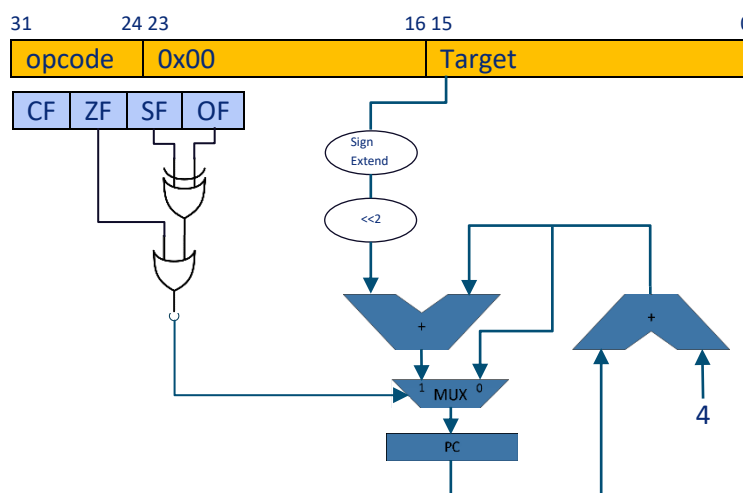 31 24 23 16 15 0
opcode 0x00 Target
CF ZF SF OF
Sign
Extend
<<2
+ +
1 MUX 0
4
PC